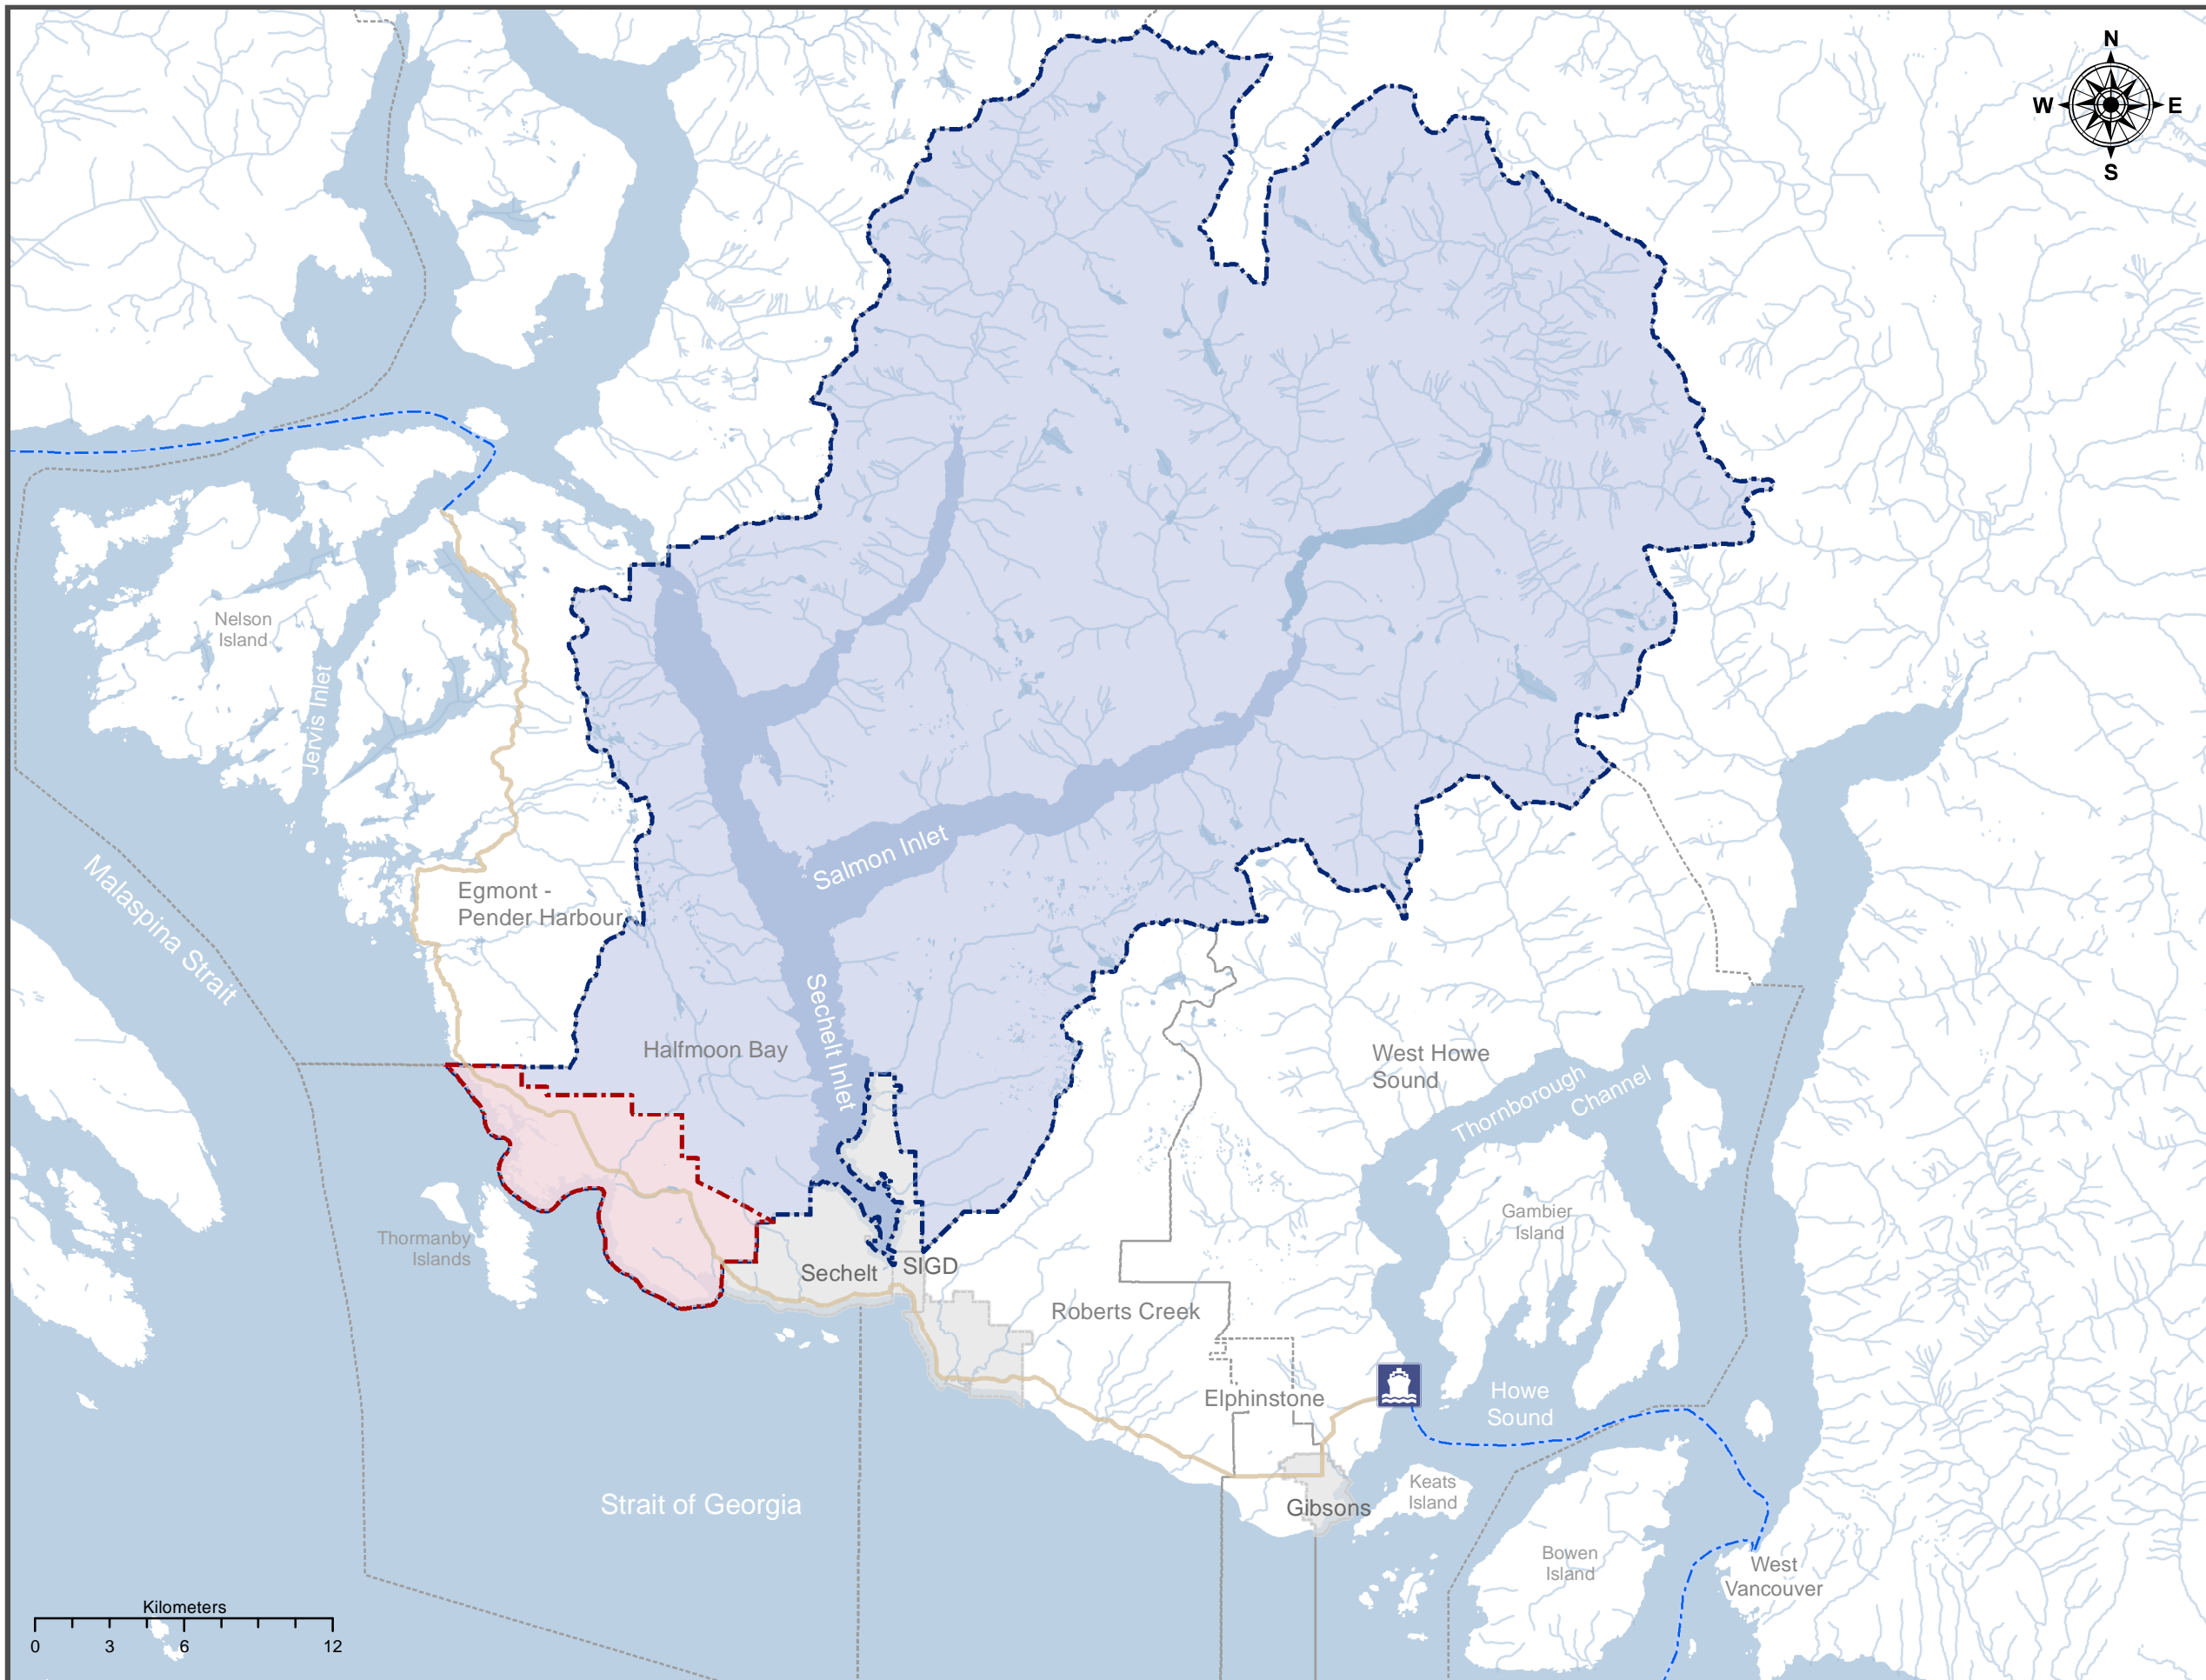 N
W
E
S
Nelson
Island
Jervis Inlet
Malaspina Strait
Egmont -
Pender Harbour
Salmon Inlet
Sechelt Inlet
Halfmoon Bay
West Howe
Sound
Thornborough
Channel
Thormanby
Islands
Gambier
Island
Sechelt
SIGD
Roberts Creek
Elphinstone
Howe
Sound
Keats
Island
Gibsons
Strait of Georgia
Bowen
Island
West
Vancouver
Kilometers
0 3 6 12